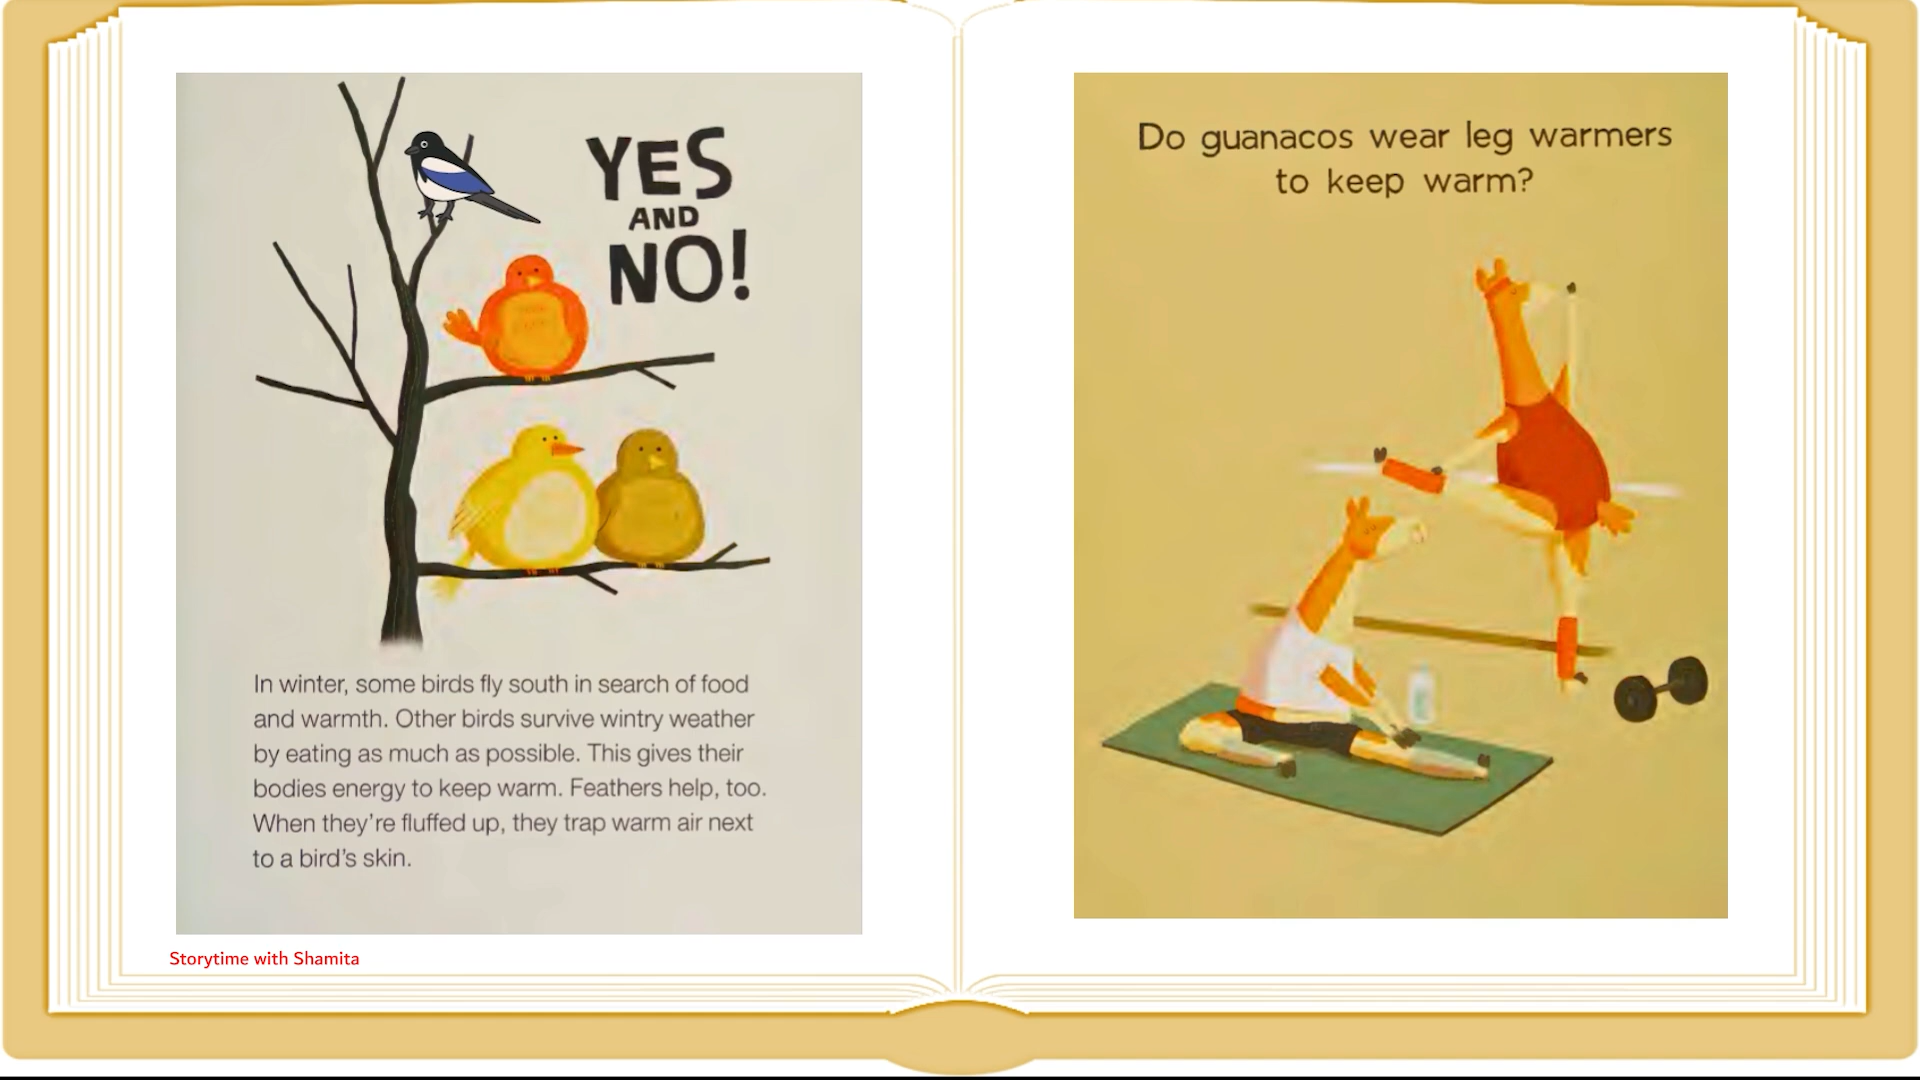 YES
AND
NO!
In winter, some birds fly south in search of food
and warmth. Other birds survive wintry weather
by eating as much as possible. This gives their
bodies energy to keep warm. Feathers help, too.
When they're fluffed up, they trap warm air next
to a bird's skin.
Storytime with Shamita
Do guanacos wear leg warmers
to keep warm?